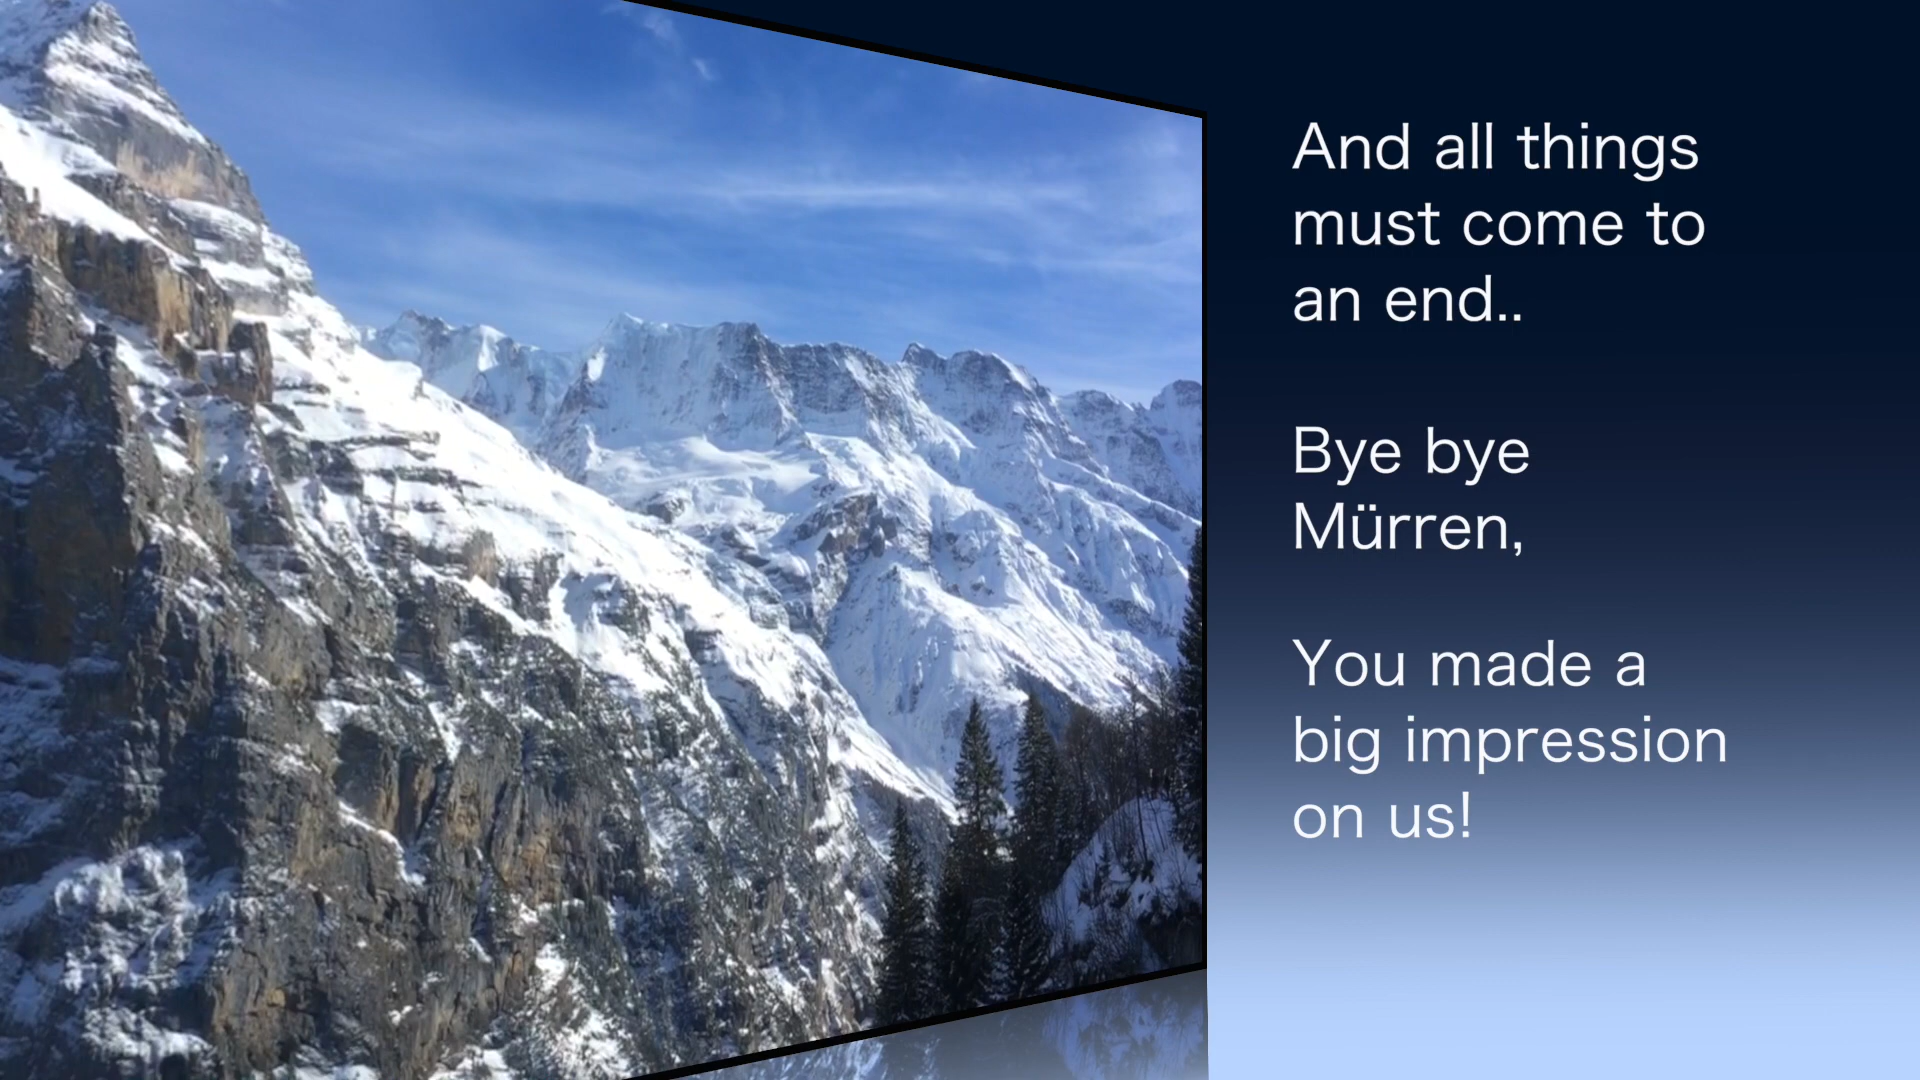 And all things
must come to
an end..
Bye bye
Mürren,
You made a
big impression
on us!